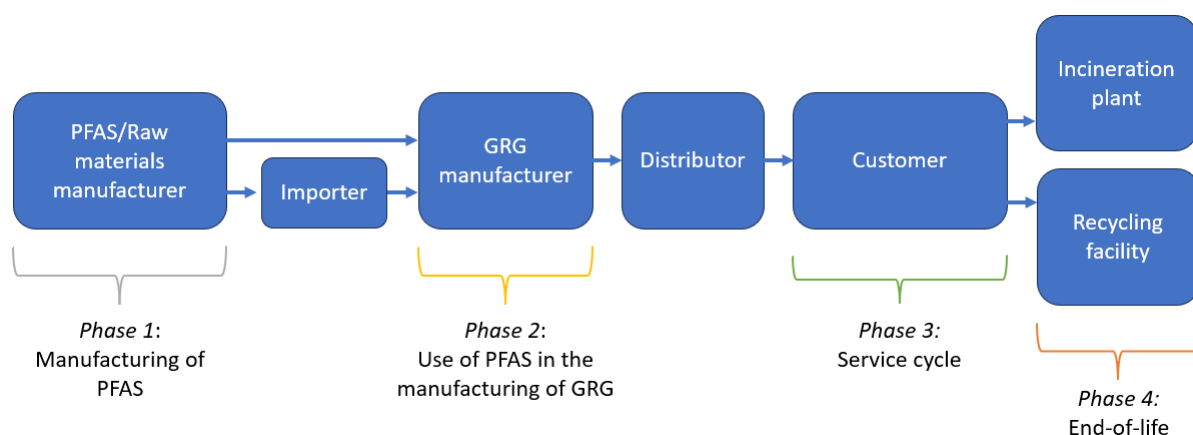 PFAS/Raw
materials
manufacturer
Importer
GRG
manufacturer
Distributor
Customer
Incineration
plant
Recycling
facility
Phase 1:
Manufacturing of
PFAS
Phase 2:
Use of PFAS in the
manufacturing of GRG
Phase 3:
Service cycle
Phase 4:
End-of-life